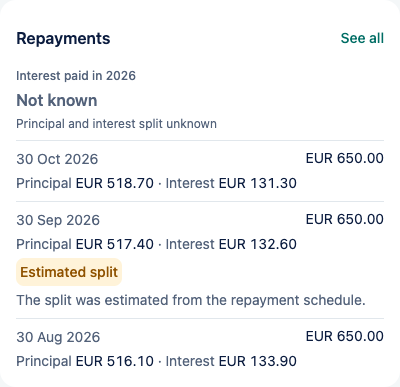 Repayments
See all
Interest paid in 2026
Not known
Principal and interest split unknown
30 Oct 2026
EUR 650.00
Principal EUR 518.70 · Interest EUR 131.30
30 Sep 2026
EUR 650.00
Principal EUR 517.40 · Interest EUR 132.60
Estimated split
The split was estimated from the repayment schedule.
30 Aug 2026
EUR 650.00
Principal EUR 516.10 · Interest EUR 133.90